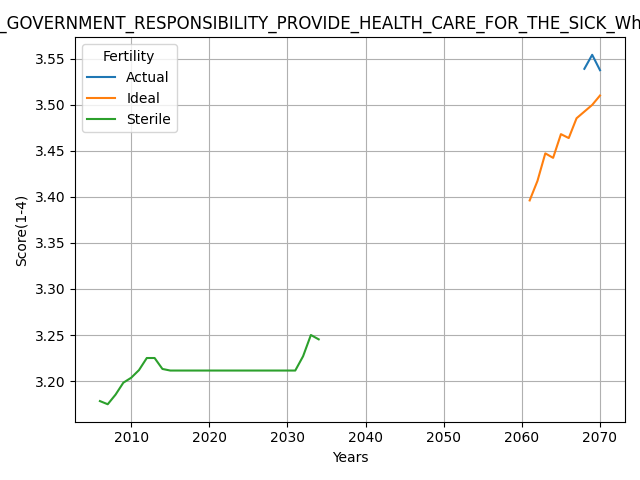 _GOVERNMENT_RESPONSIBILITY_PROVIDE_HEALTH_CARE_FOR_THE_SICK_Wh
Fertility
Actual
Ideal
Sterile
Score(1-4)
3.55
3.50
3.45
3.40
3.35
3.30
3.25
3.20
2010 2020 2030 2040 2050 2060 2070
Years